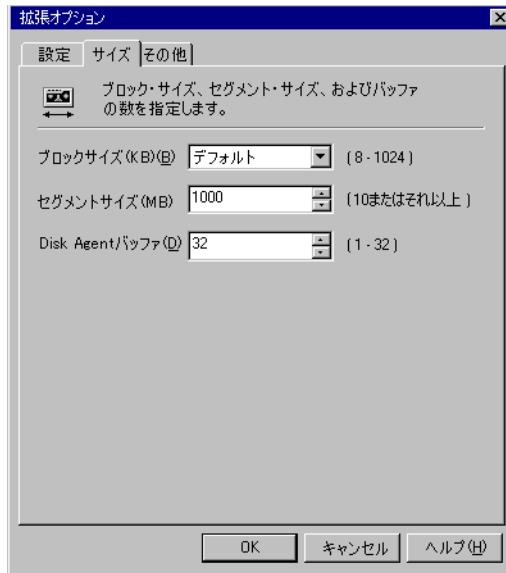 拡張オプション
設定 サイズ その他
ブロック・サイズ、セグメント・サイズ、およびバッファ
の数を指定します。
ブロックサイズ(KB)(B) デフォルト (8-1024)
セグメントサイズ(MB) 1000 (10またはそれ以上)
Disk Agentバッファ(D) 32 (1-32)
OK キャンセル ヘルプ(H)